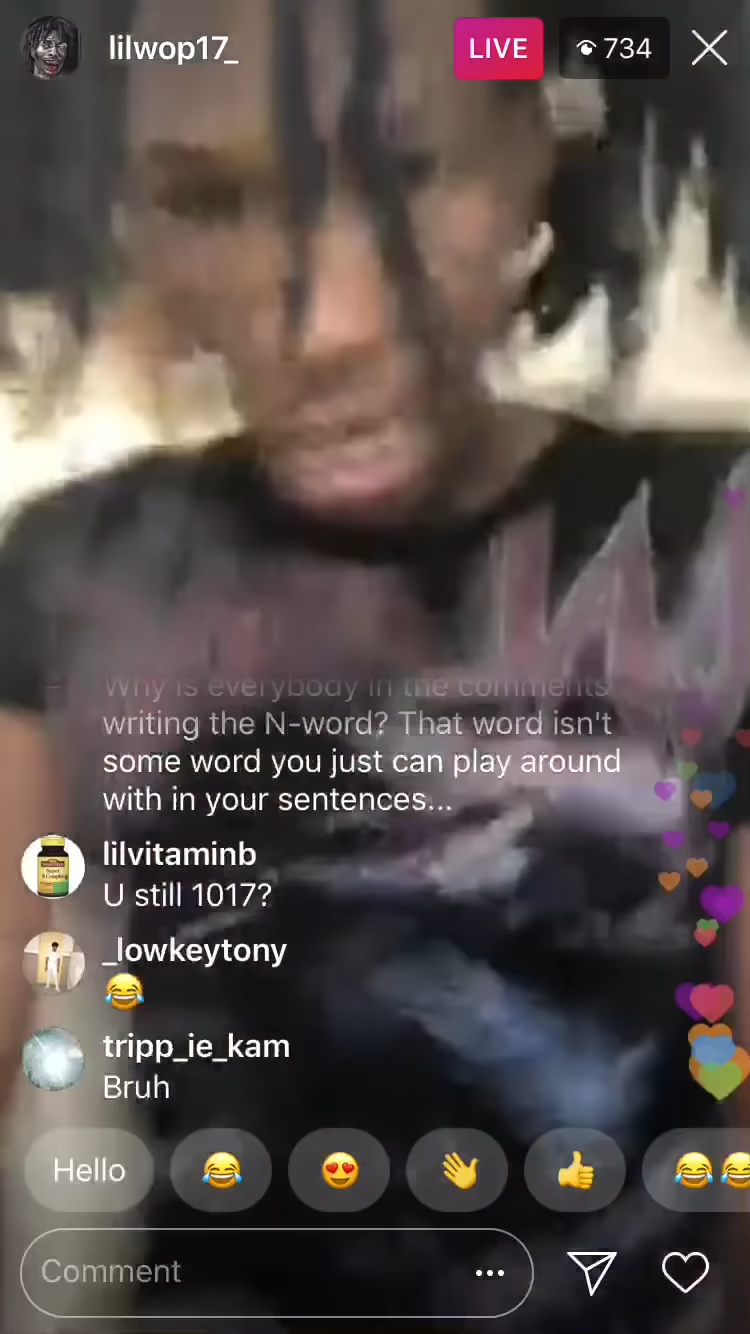 lilwop17_
LIVE
734
Why is everybody in the comments
writing the N-word? That word isn't
some word you just can play around
with in your sentences...
lilvitaminb
U still 1017?
_lowkeytony
😂
tripp_ie_kam
Bruh
Hello
Comment